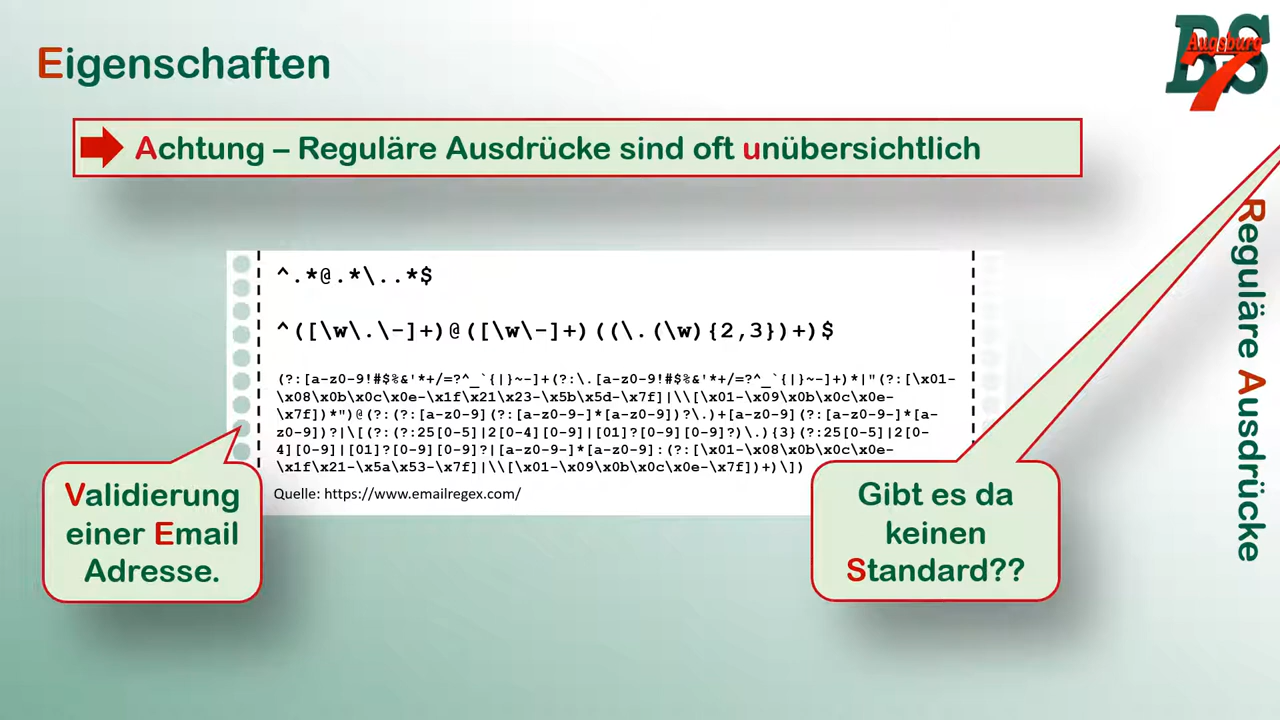 Eigenschaften
BS
Augsburg
7
Achtung – Reguläre Ausdrücke sind oft unübersichtlich
^.*@.*\..*$
^([\w\.\-]+)@([\w\-]+)((\.(\w){2,3})+)$
(?:[a-z0-9!#$%&'*+/=?^_`{|}~-]+(?:\.[a-z0-9!#$%&'*+/=?^_`{|}~-]+)*|"(?:[\x01-
\x08\x0b\x0c\x0e-\x1f\x21\x23-\x5b\x5d-\x7f]|\\[\x01-\x09\x0b\x0c\x0e-
\x7f])*")@(?:(?:[a-z0-9](?:[a-z0-9-]*[a-z0-9])?\.)+[a-z0-9](?:[a-z0-9-]*[a-
z0-9])?|\[(?:(?:25[0-5]|2[0-4][0-9]|[01]?[0-9][0-9]?)\.){3}(?:25[0-5]|2[0-
4][0-9]|[01]?[0-9][0-9]?|[a-z0-9-]*[a-z0-9]:(?:[\x01-\x08\x0b\x0c\x0e-
\x1f\x21-\x5a\x53-\x7f]|\\[\x01-\x09\x0b\x0c\x0e-\x7f])+)\])
Quelle: https://www.emailregex.com/
Validierung
einer Email
Adresse.
Gibt es da
keinen
Standard??
Reguläre Ausdrücke